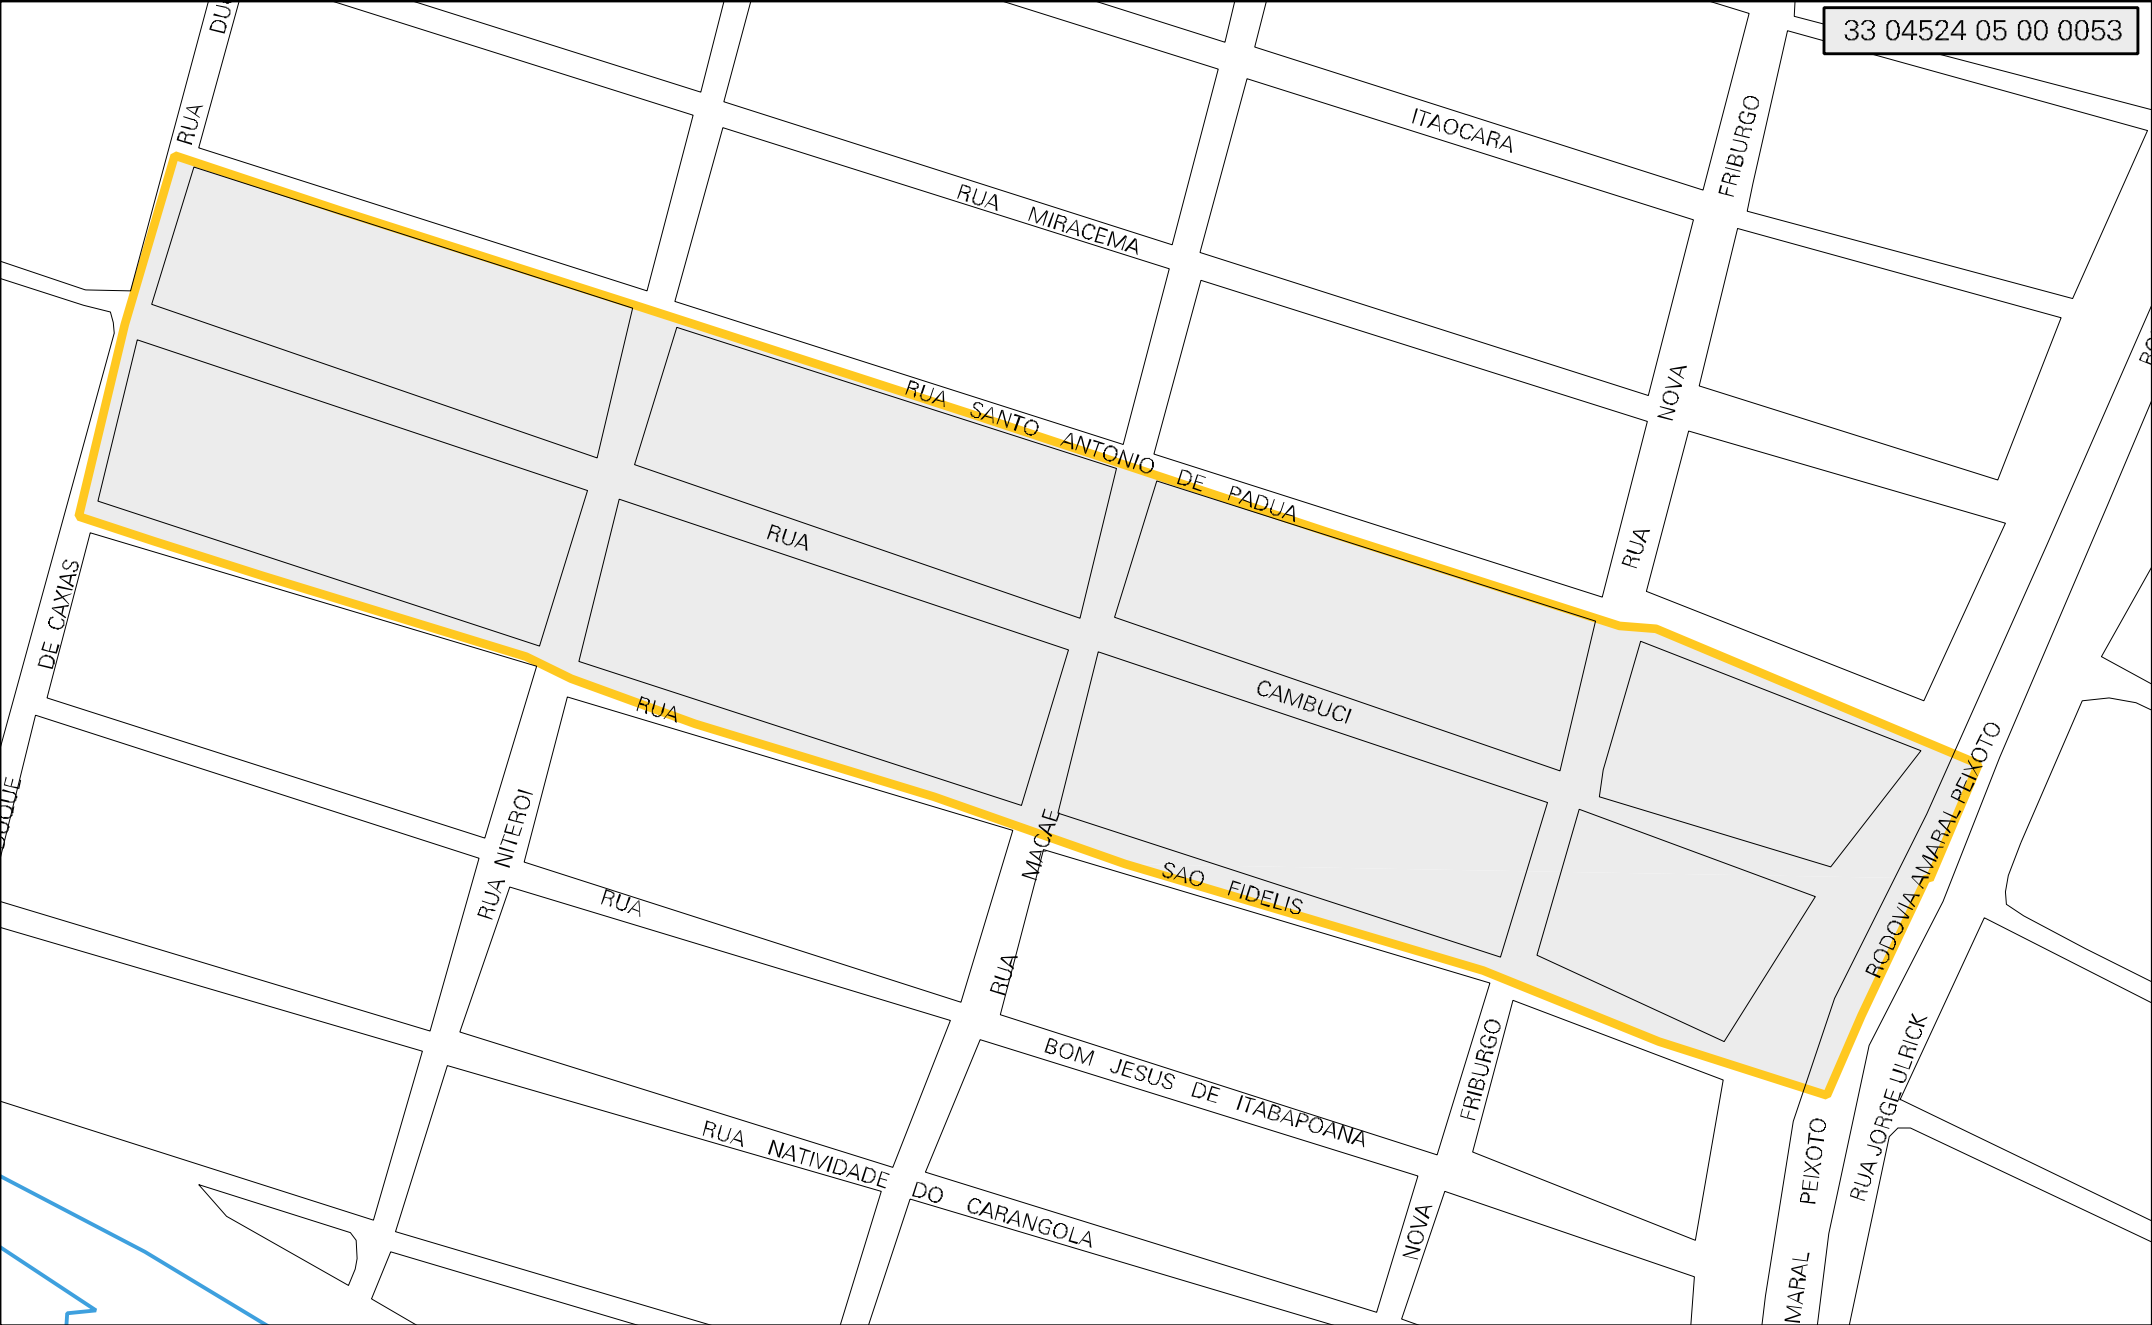 33 04524 05 00 0053
RUA
ITAOCARA
FRIBURGO
RUA MIRACEMA
NOVA
RUA SANTO ANTONIO DE PADUA
RUA
RUA CAMBUCI
DE CAXIAS
RUA SAO FIDELIS
RODOVIA AMARAL PEIXOTO
RUA NITEROI
MACAE
RUA
RUA BOM JESUS DE ITABAPOANA
FRIBURGO
RUA JORGE ULRICK
RUA NATIVIDADE DO CARANGOLA
NOVA
PEIXOTO
MARAL